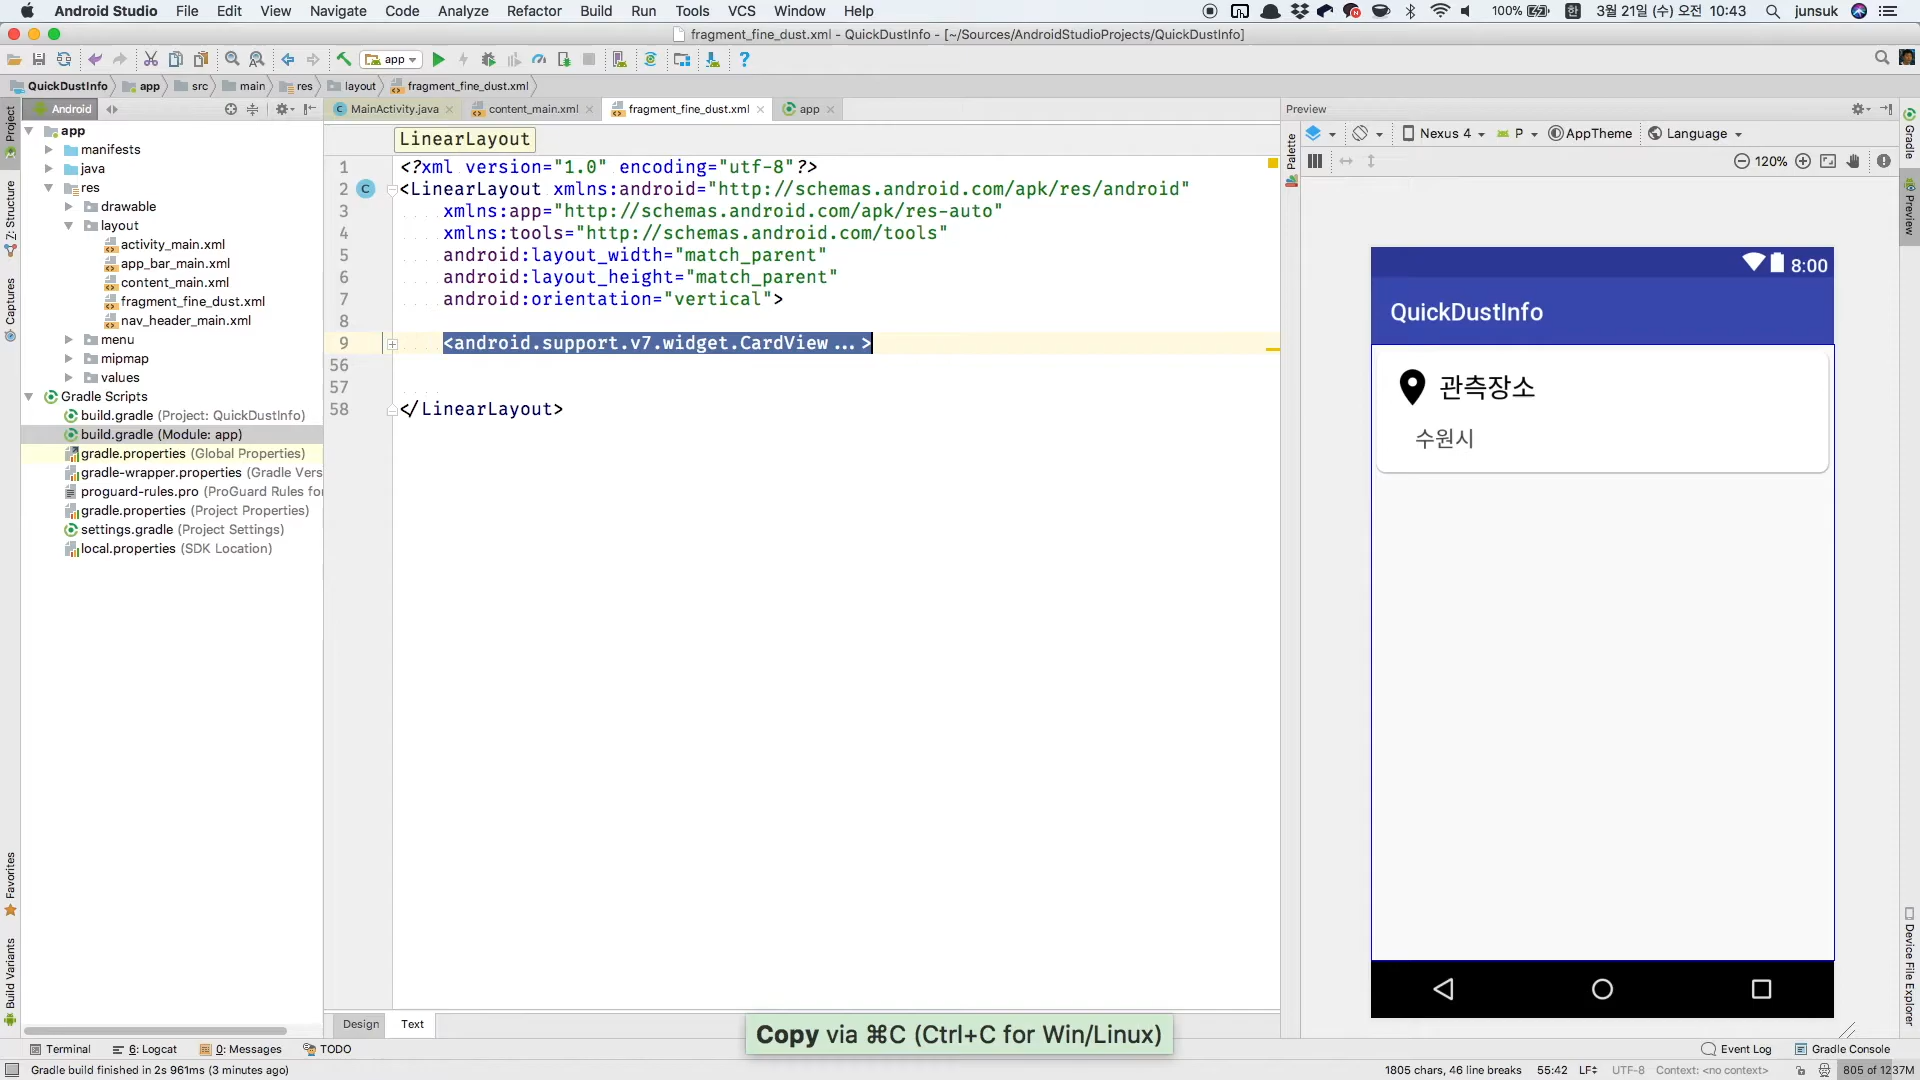 Android Studio File Edit View Navigate Code Analyze Refactor Build Run Tools VCS Window Help 100% 한 3월 21일 (수) 오전 10:43 junsuk
fragment_fine_dust.xml - QuickDustInfo - [~/Sources/AndroidStudioProjects/QuickDustInfo]
app
QuickDustInfo app src main res layout fragment_fine_dust.xml
Android MainActivity.java content_main.xml fragment_fine_dust.xml app Preview
app
manifests
java
res
drawable
layout
activity_main.xml
app_bar_main.xml
content_main.xml
fragment_fine_dust.xml
nav_header_main.xml
menu
mipmap
values
Gradle Scripts
build.gradle (Project: QuickDustInfo)
build.gradle (Module: app)
gradle.properties (Global Properties)
gradle-wrapper.properties (Gradle Vers
proguard-rules.pro (ProGuard Rules for
gradle.properties (Project Properties)
settings.gradle (Project Settings)
local.properties (SDK Location)
Project
Z: Structure
Captures
Favorites
Build Variants
LinearLayout
1 <?xml version="1.0" encoding="utf-8"?>
2 <LinearLayout xmlns:android="http://schemas.android.com/apk/res/android"
3 xmlns:app="http://schemas.android.com/apk/res-auto"
4 xmlns:tools="http://schemas.android.com/tools"
5 android:layout_width="match_parent"
6 android:layout_height="match_parent"
7 android:orientation="vertical">
8
9 <android.support.v7.widget.CardView...>
56
57
58 </LinearLayout>
Design Text
Palette
Nexus 4 P AppTheme Language
120%
8:00
QuickDustInfo
관측장소
수원시
Gradle
Preview
Device File Explorer
Copy via ⌘C (Ctrl+C for Win/Linux)
Terminal 6: Logcat 0: Messages TODO Event Log Gradle Console
Gradle build finished in 2s 961ms (3 minutes ago) 1805 chars, 46 line breaks 55:42 LF÷ UTF-8 Context: <no context> 805 of 1237M